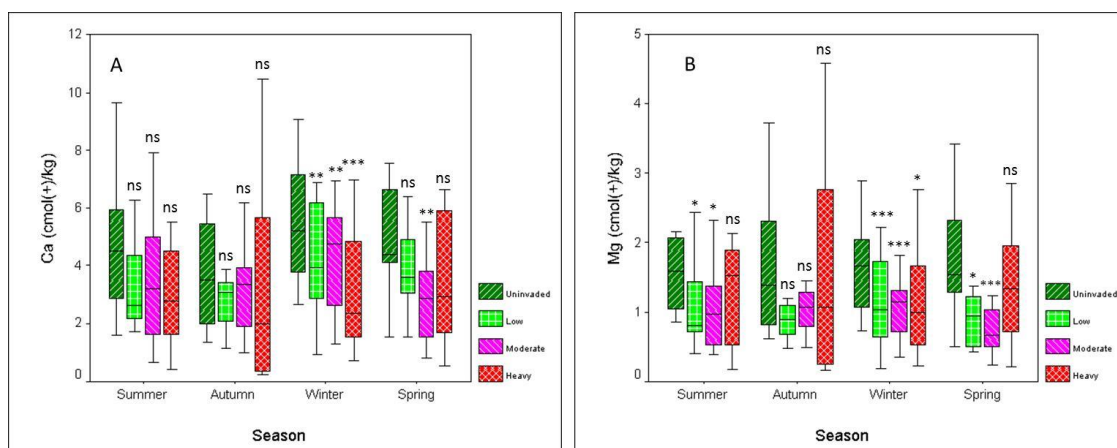 A
Ca (cmol(+)/kg)
12
10
8
6
4
2
0
ns
ns
ns
ns
ns
ns
**
**
***
ns
**
ns
Summer
Autumn
Winter
Spring
Season
Uninvaded
Low
Moderate
Heavy
B
Mg (cmol(+)/kg)
5
4
3
2
1
0
*
*
ns
ns
ns
ns
***
***
*
*
***
ns
Summer
Autumn
Winter
Spring
Season
Uninvaded
Low
Moderate
Heavy